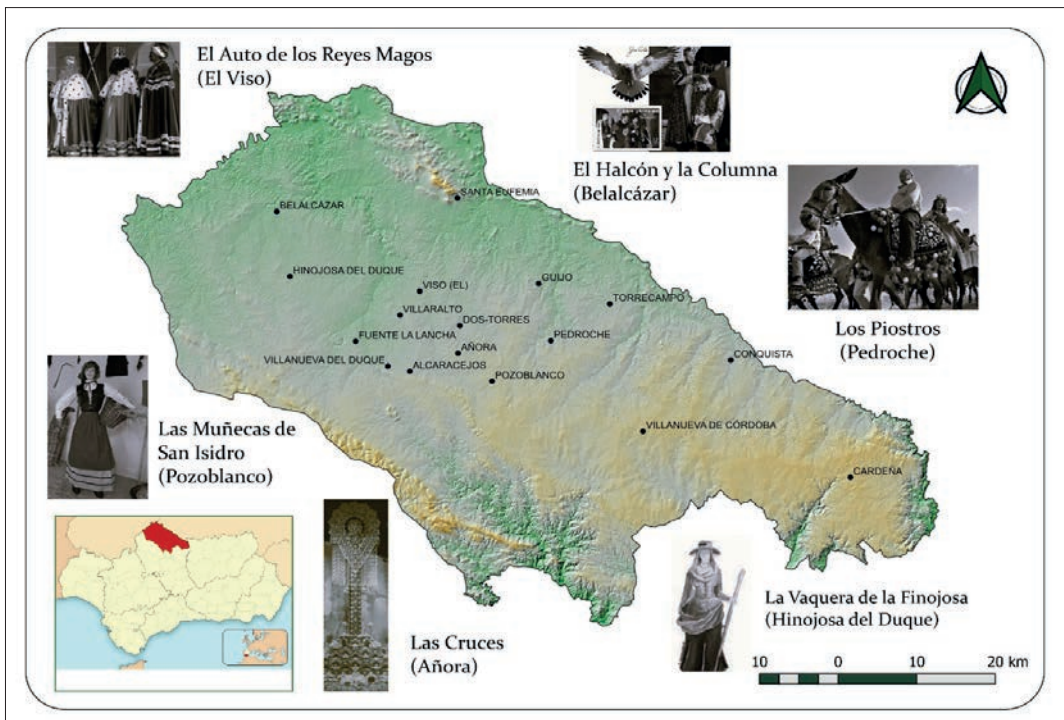 El Auto de los Reyes Magos
(El Viso)
El Halcón y la Columna
(Belalcázar)
SANTA EUFEMIA
BELALCÁZAR
HINOJOSA DEL DUQUE
VISO (EL)
GUIJO
TORRECAMPO
VILLARALTO
DOS-TORRES
FUENTE LA LANCHA
PEDROCHE
Los Piostros
(Pedroche)
AÑORA
CONQUISTA
VILLANUEVA DEL DUQUE
ALCARACEJOS
POZOBLANCO
Las Muñecas de
San Isidro
(Pozoblanco)
VILLANUEVA DE CÓRDOBA
CARDEÑA
La Vaquera de la Finojosa
(Hinojosa del Duque)
Las Cruces
(Añora)
10 0 10 20 km